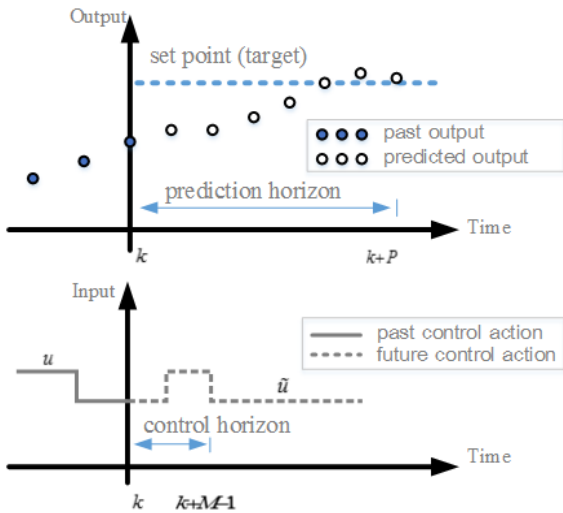 Output
set point (target)
past output
predicted output
prediction horizon
Time
k
k+P
Input
past control action
future control action
u
ũ
control horizon
Time
k
k+M-1